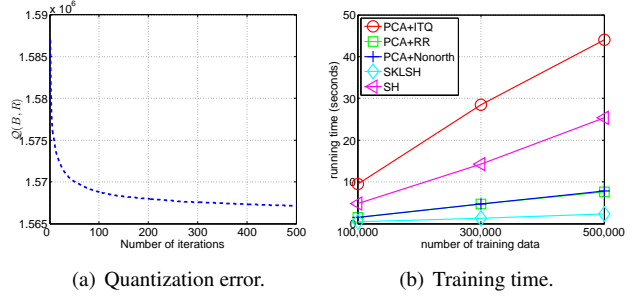 1.59 x 10^6
1.585
1.58
1.575
1.57
1.565
Q(B, R)
0 100 200 300 400 500
Number of iterations
(a) Quantization error.
50
40
30
20
10
0
running time (seconds)
PCA+ITQ
PCA+RR
PCA+Nonorth
SKLSH
SH
100,000 300,000 500,000
number of training data
(b) Training time.